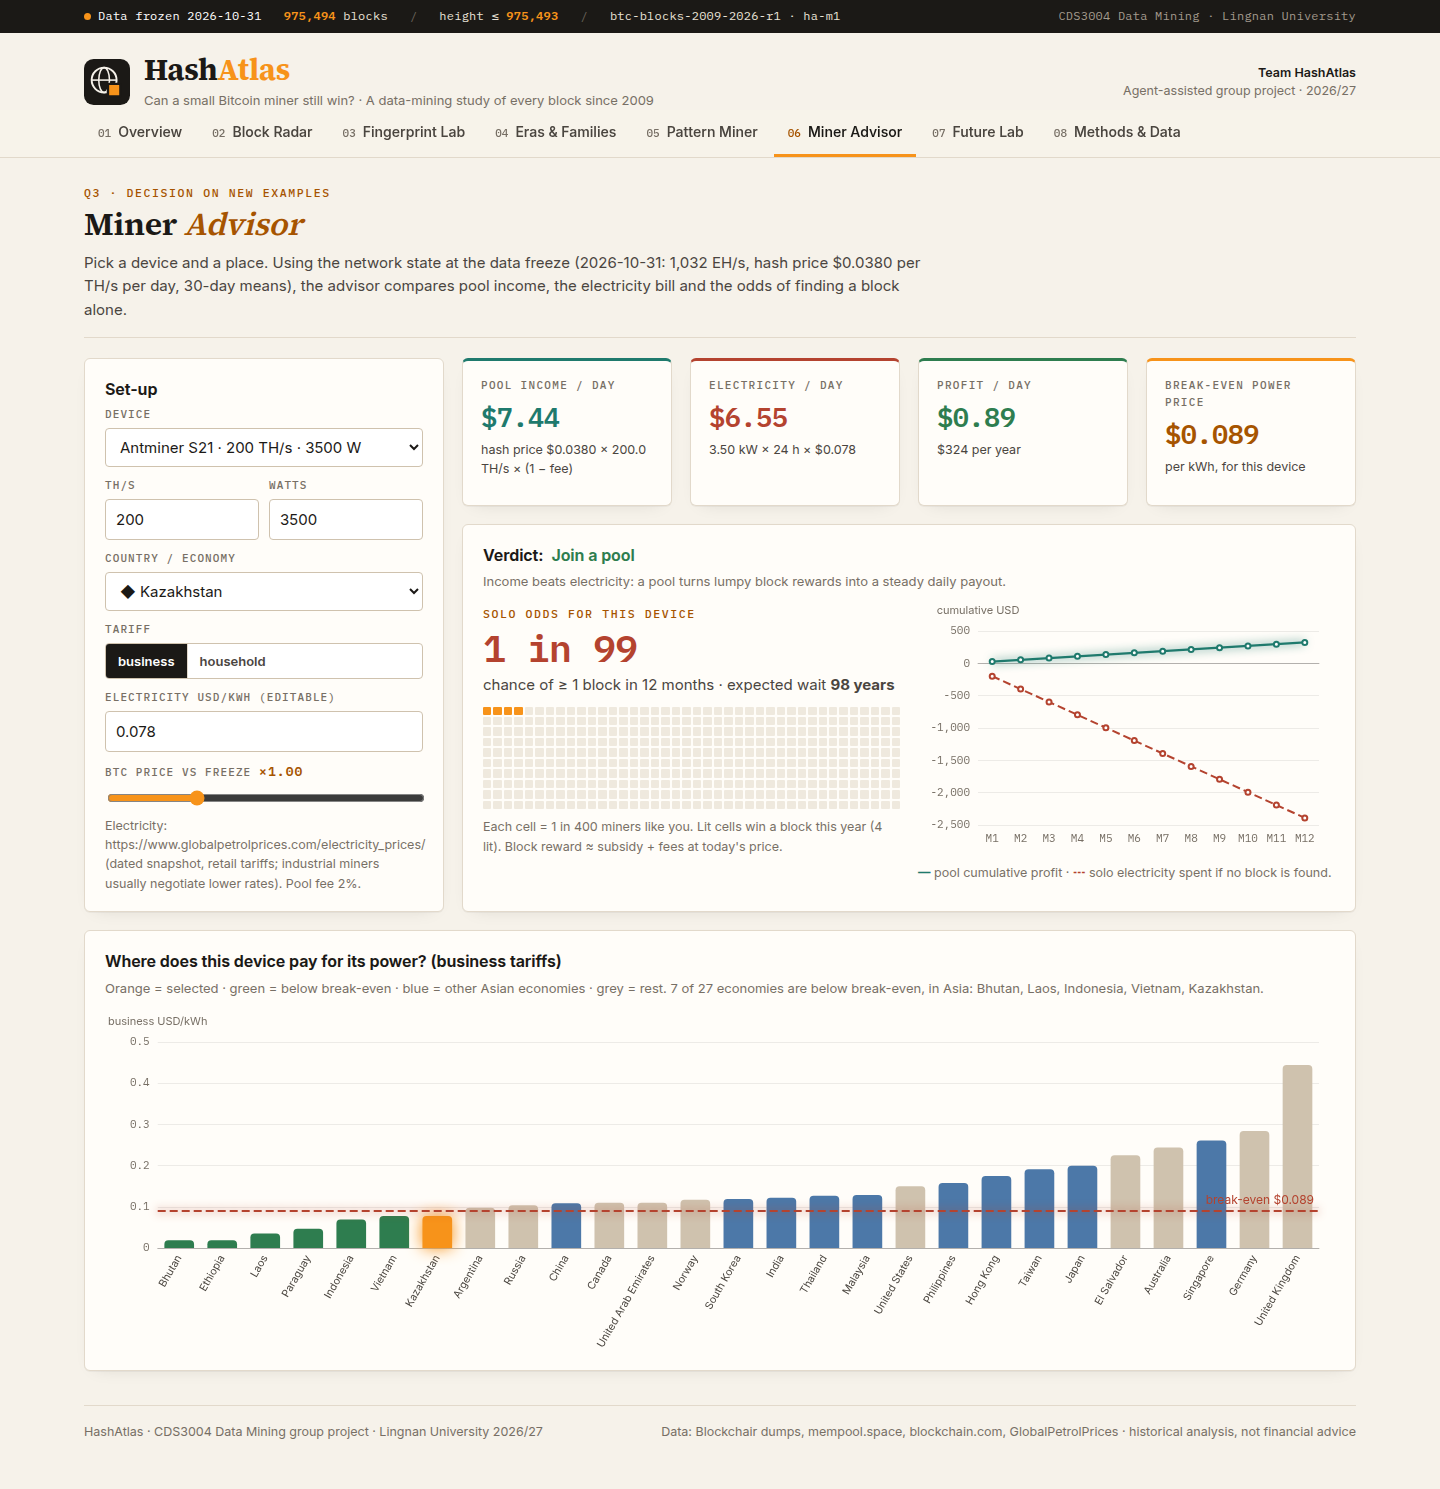 Data frozen 2026-10-31 975,494 blocks / height ≤ 975,493 / btc-blocks-2009-2026-r1 · ha-m1
CDS3004 Data Mining · Lingnan University
HashAtlas
Can a small Bitcoin miner still win? · A data-mining study of every block since 2009
Team HashAtlas
Agent-assisted group project · 2026/27
01 Overview
02 Block Radar
03 Fingerprint Lab
04 Eras & Families
05 Pattern Miner
06 Miner Advisor
07 Future Lab
08 Methods & Data
Q3 · DECISION ON NEW EXAMPLES
Miner Advisor
Pick a device and a place. Using the network state at the data freeze (2026-10-31: 1,032 EH/s, hash price $0.0380 per
TH/s per day, 30-day means), the advisor compares pool income, the electricity bill and the odds of finding a block
alone.
Set-up
DEVICE
Antminer S21 · 200 TH/s · 3500 W
TH/S
WATTS
200
3500
COUNTRY / ECONOMY
◆ Kazakhstan
TARIFF
business
household
ELECTRICITY USD/KWH (EDITABLE)
0.078
BTC PRICE VS FREEZE ×1.00
Electricity:
https://www.globalpetrolprices.com/electricity_prices/
(dated snapshot, retail tariffs; industrial miners
usually negotiate lower rates). Pool fee 2%.
POOL INCOME / DAY
$7.44
hash price $0.0380 × 200.0
TH/s × (1 − fee)
ELECTRICITY / DAY
$6.55
3.50 kW × 24 h × $0.078
PROFIT / DAY
$0.89
$324 per year
BREAK-EVEN POWER
PRICE
$0.089
per kWh, for this device
Verdict: Join a pool
Income beats electricity: a pool turns lumpy block rewards into a steady daily payout.
SOLO ODDS FOR THIS DEVICE
1 in 99
chance of ≥ 1 block in 12 months · expected wait 98 years
Each cell = 1 in 400 miners like you. Lit cells win a block this year (4
lit). Block reward ≈ subsidy + fees at today's price.
cumulative USD
500
0
-500
-1,000
-1,500
-2,000
-2,500
M1 M2 M3 M4 M5 M6 M7 M8 M9 M10 M11 M12
— pool cumulative profit · --- solo electricity spent if no block is found.
Where does this device pay for its power? (business tariffs)
Orange = selected · green = below break-even · blue = other Asian economies · grey = rest. 7 of 27 economies are below break-even, in Asia: Bhutan, Laos, Indonesia, Vietnam, Kazakhstan.
business USD/kWh
0.5
0.4
0.3
0.2
0.1
0
break-even $0.089
Bhutan
Ethiopia
Laos
Paraguay
Indonesia
Vietnam
Kazakhstan
Argentina
Russia
China
Canada
United Arab Emirates
Norway
South Korea
India
Thailand
Malaysia
United States
Philippines
Hong Kong
Taiwan
Japan
El Salvador
Australia
Singapore
Germany
United Kingdom
HashAtlas · CDS3004 Data Mining group project · Lingnan University 2026/27
Data: Blockchair dumps, mempool.space, blockchain.com, GlobalPetrolPrices · historical analysis, not financial advice